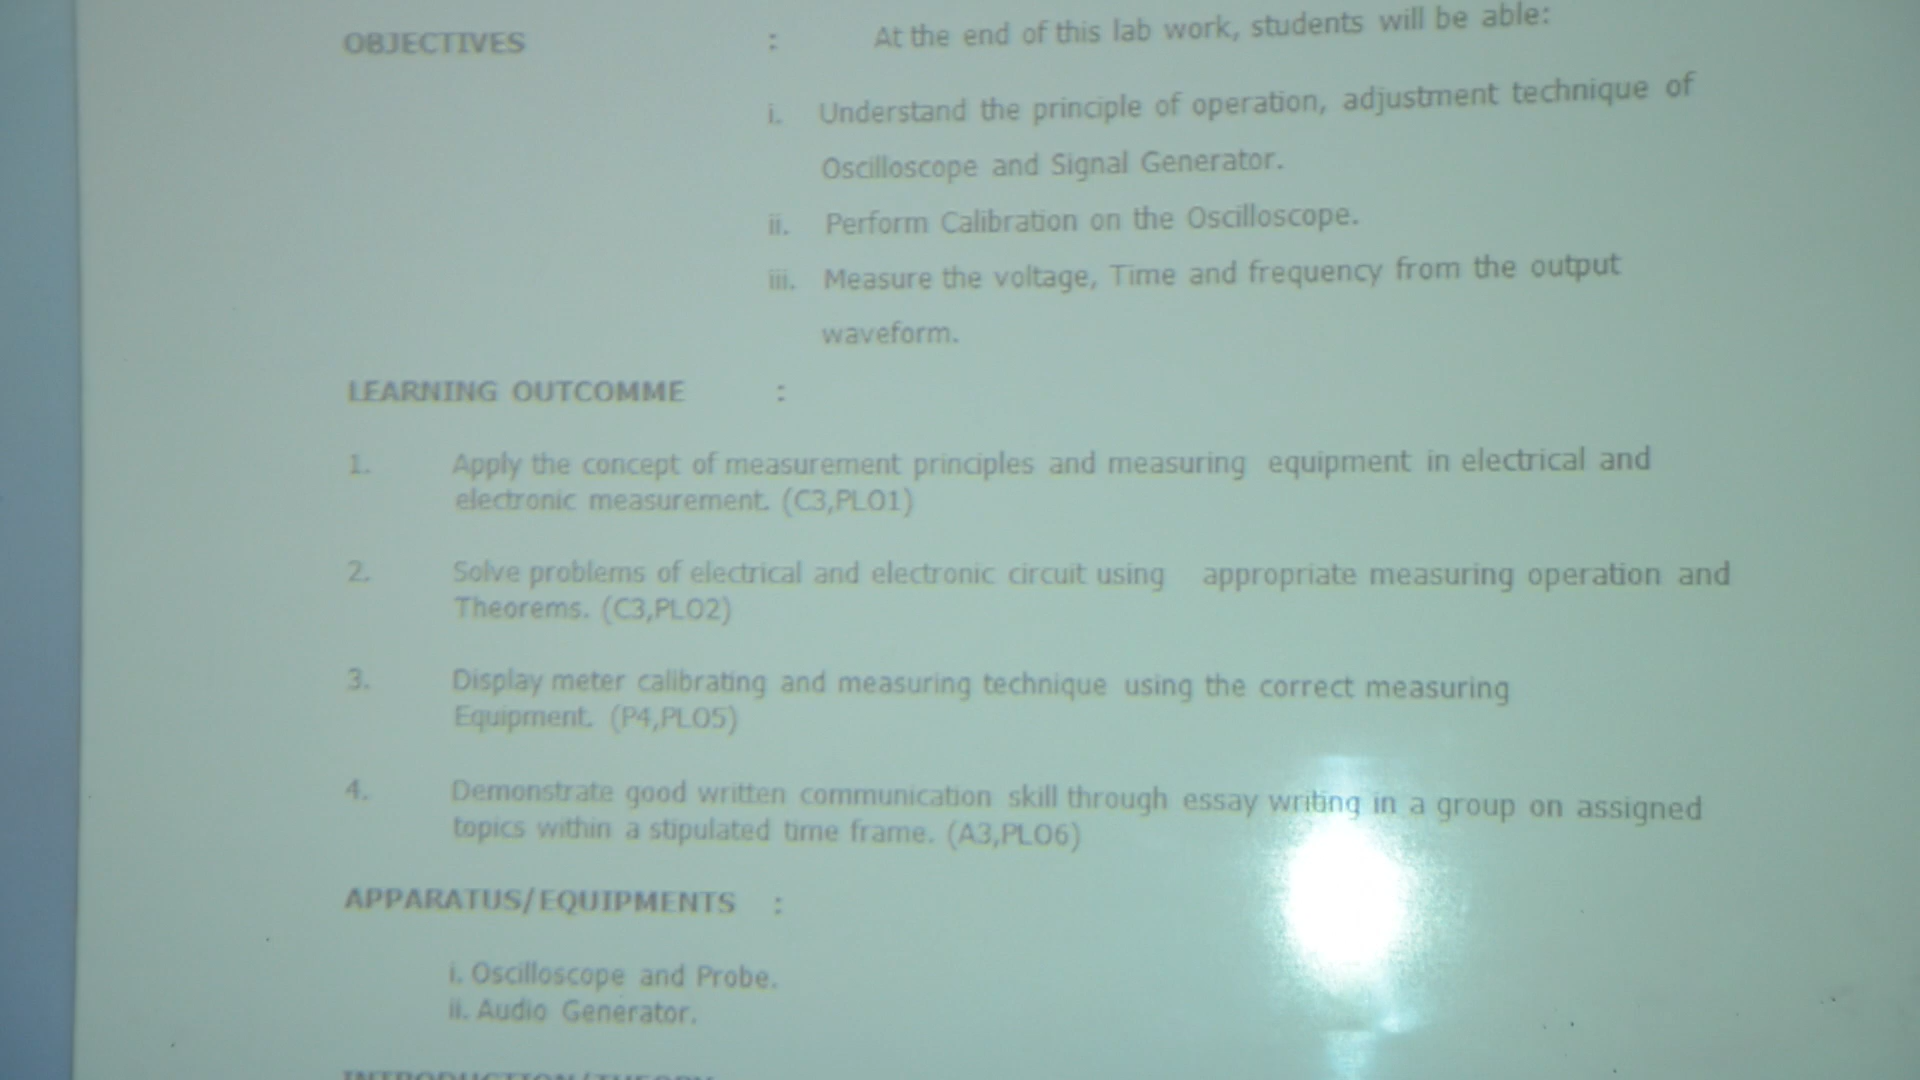 OBJECTIVES : At the end of this lab work, students will be able:
i. Understand the principle of operation, adjustment technique of
Oscilloscope and Signal Generator.
ii. Perform Calibration on the Oscilloscope.
iii. Measure the voltage, Time and frequency from the output
waveform.
LEARNING OUTCOMME :
1. Apply the concept of measurement principles and measuring equipment in electrical and
electronic measurement. (C3,PLO1)
2. Solve problems of electrical and electronic circuit using appropriate measuring operation and
Theorems. (C3,PLO2)
3. Display meter calibrating and measuring technique using the correct measuring
Equipment. (P4,PLO5)
4. Demonstrate good written communication skill through essay writing in a group on assigned
topics within a stipulated time frame. (A3,PLO6)
APPARATUS/EQUIPMENTS :
i. Oscilloscope and Probe.
ii. Audio Generator.
INTRODUCTION/THEORY